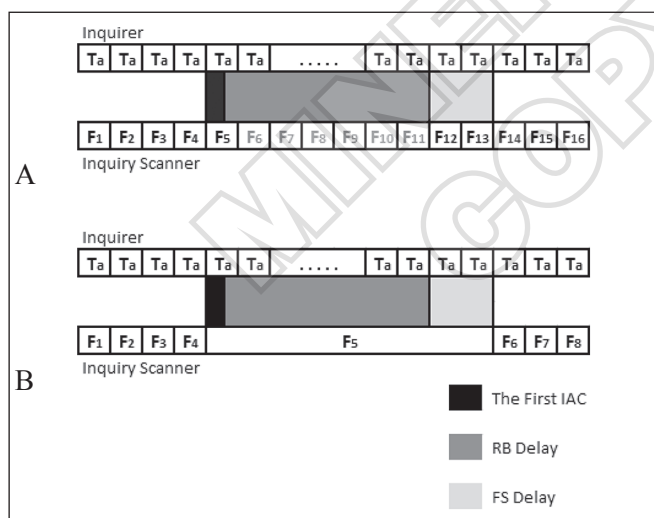 Inquirer
Ta Ta Ta Ta Ta Ta ..... Ta Ta Ta Ta Ta Ta Ta
F1 F2 F3 F4 F5 F6 F7 F8 F9 F10 F11 F12 F13 F14 F15 F16
Inquiry Scanner
A
Inquirer
Ta Ta Ta Ta Ta Ta ..... Ta Ta Ta Ta Ta Ta Ta
F1 F2 F3 F4 F5 F6 F7 F8
Inquiry Scanner
B
The First IAC
RB Delay
FS Delay
MINER
COPY